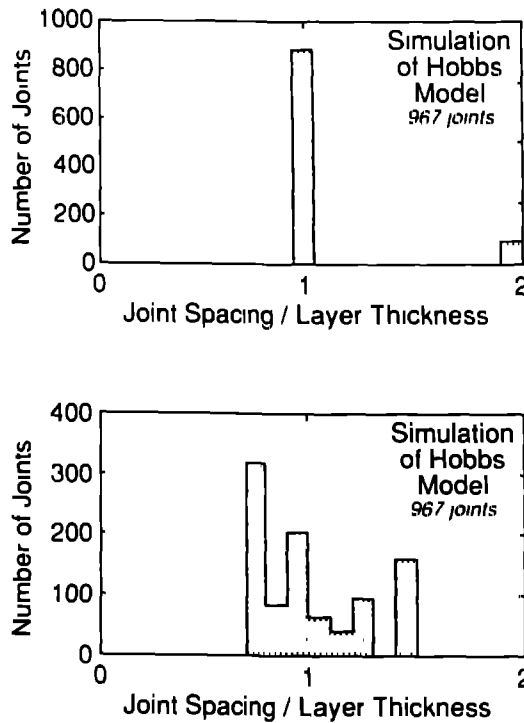 1000
800
600
400
200
0
Number of Joints
Simulation
of Hobbs
Model
967 joints
0
1
2
Joint Spacing / Layer Thickness
400
300
200
100
0
Number of Joints
Simulation
of Hobbs
Model
967 joints
0
1
2
Joint Spacing / Layer Thickness